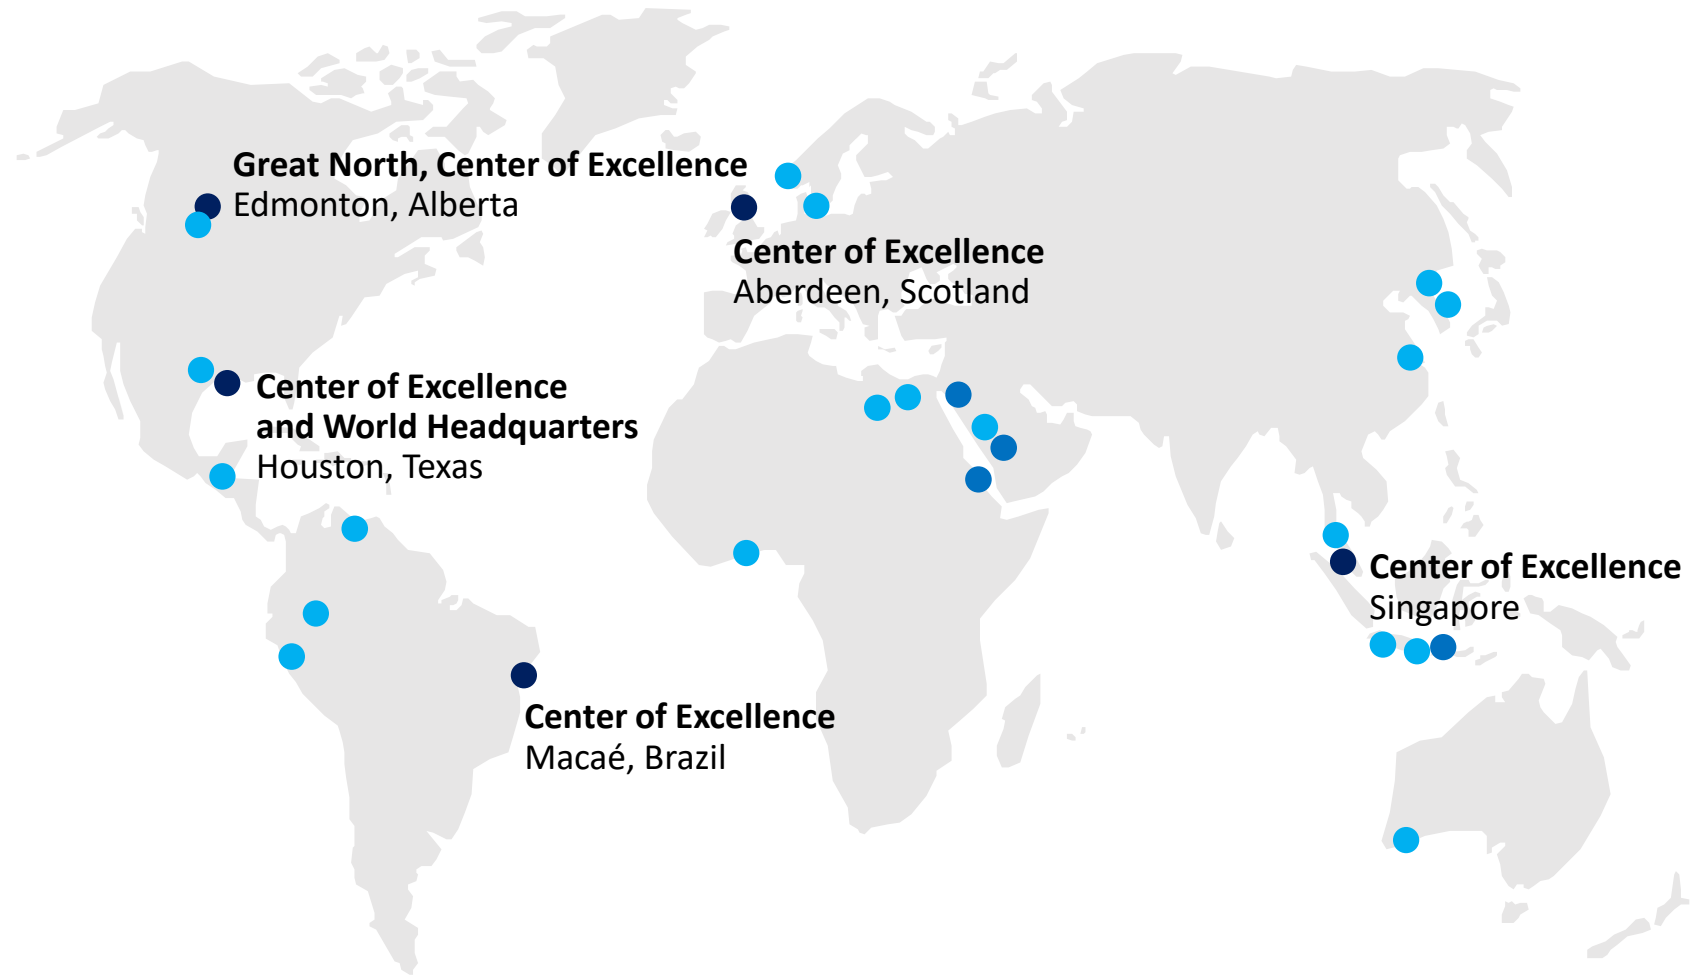 Great North, Center of Excellence
Edmonton, Alberta
Center of Excellence
Aberdeen, Scotland
Center of Excellence
and World Headquarters
Houston, Texas
Center of Excellence
Singapore
Center of Excellence
Macaé, Brazil